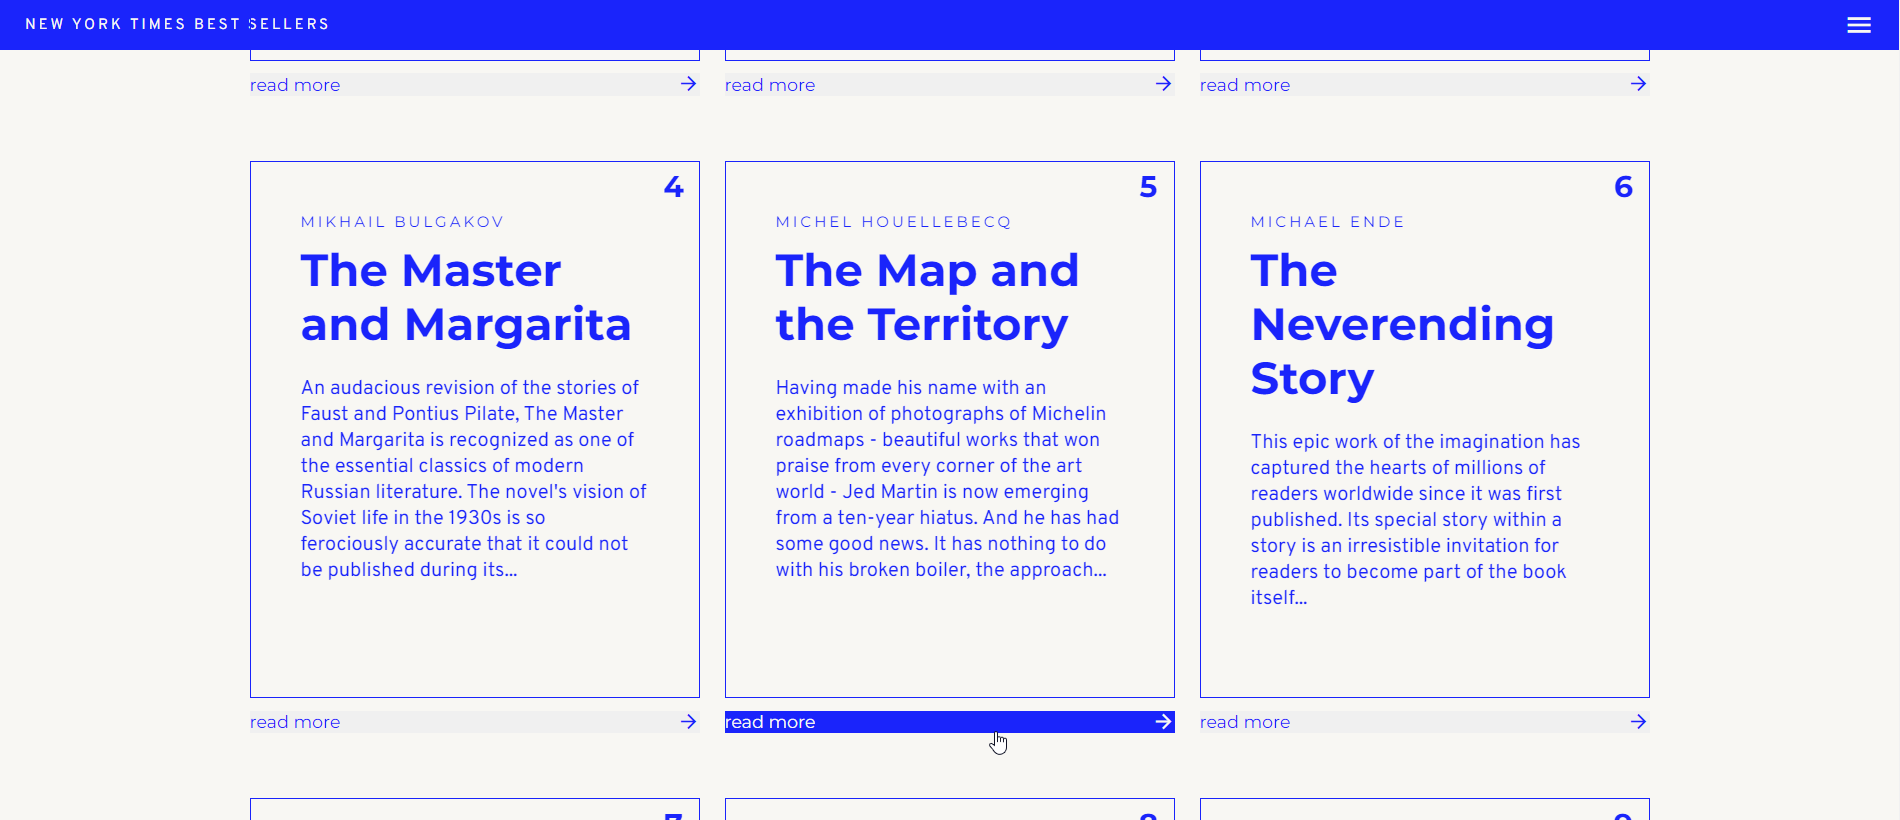 NEW YORK TIMES BEST SELLERS
read more
read more
read more
4
MIKHAIL BULGAKOV
The Master
and Margarita
An audacious revision of the stories of
Faust and Pontius Pilate, The Master
and Margarita is recognized as one of
the essential classics of modern
Russian literature. The novel's vision of
Soviet life in the 1930s is so
ferociously accurate that it could not
be published during its...
read more
5
MICHEL HOUELLEBECQ
The Map and
the Territory
Having made his name with an
exhibition of photographs of Michelin
roadmaps - beautiful works that won
praise from every corner of the art
world - Jed Martin is now emerging
from a ten-year hiatus. And he has had
some good news. It has nothing to do
with his broken boiler, the approach...
read more
6
MICHAEL ENDE
The
Neverending
Story
This epic work of the imagination has
captured the hearts of millions of
readers worldwide since it was first
published. Its special story within a
story is an irresistible invitation for
readers to become part of the book
itself...
read more
7
8
9